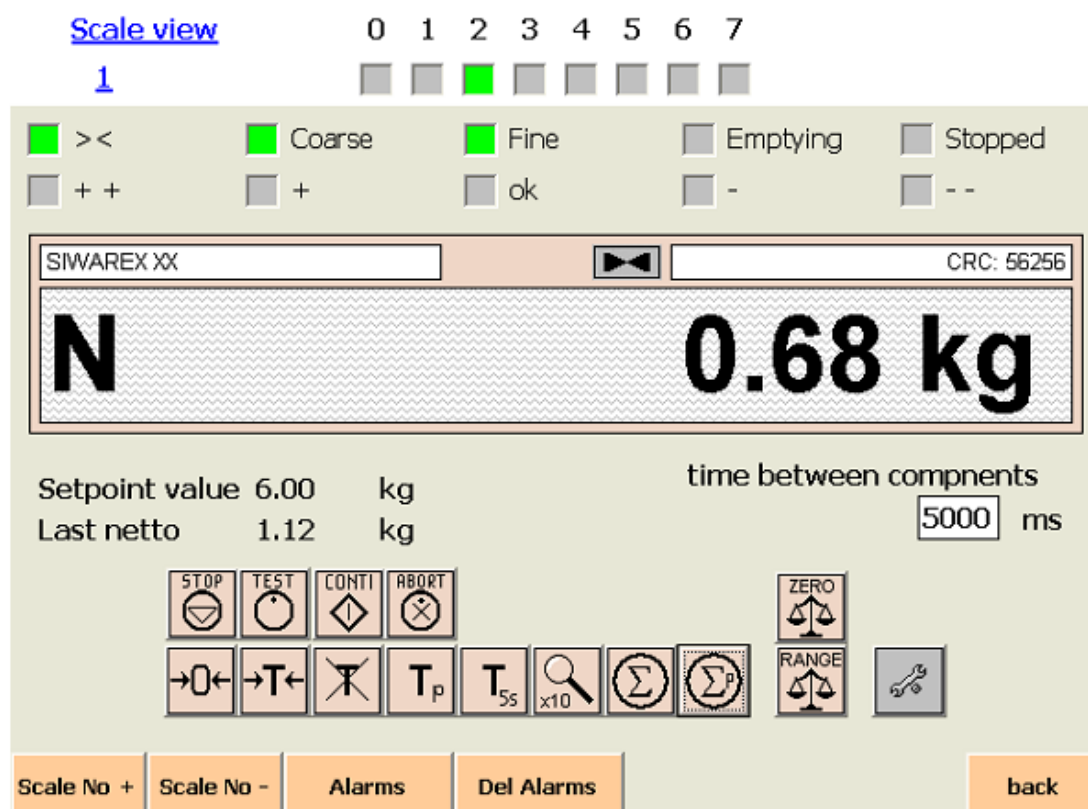 Scale view 0 1 2 3 4 5 6 7
1
>< Coarse Fine Emptying Stopped
+ + + ok - - -
SIWAREX XX CRC: 56256
N 0.68 kg
time between compnents
Setpoint value 6.00 kg
5000 ms
Last netto 1.12 kg
STOP TEST CONTI ABORT ZERO
→0← →T← T Tp T5s x10 Σ Σp RANGE
Scale No + Scale No - Alarms Del Alarms back